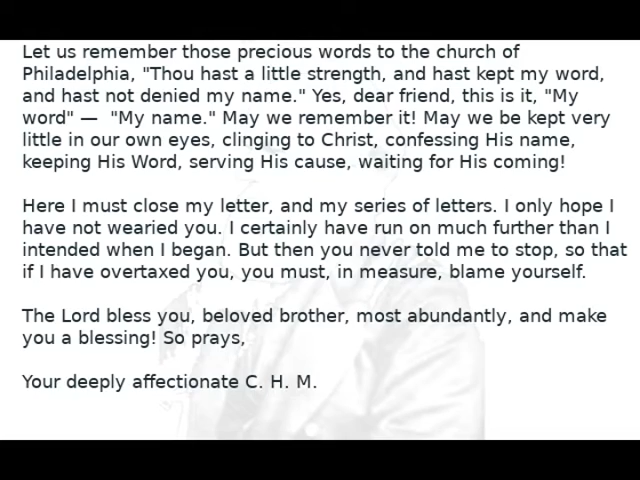 Let us remember those precious words to the church of
Philadelphia, "Thou hast a little strength, and hast kept my word,
and hast not denied my name." Yes, dear friend, this is it, "My
word" —  "My name." May we remember it! May we be kept very
little in our own eyes, clinging to Christ, confessing His name,
keeping His Word, serving His cause, waiting for His coming!

Here I must close my letter, and my series of letters. I only hope I
have not wearied you. I certainly have run on much further than I
intended when I began. But then you never told me to stop, so that
if I have overtaxed you, you must, in measure, blame yourself.

The Lord bless you, beloved brother, most abundantly, and make
you a blessing! So prays,

Your deeply affectionate C. H. M.